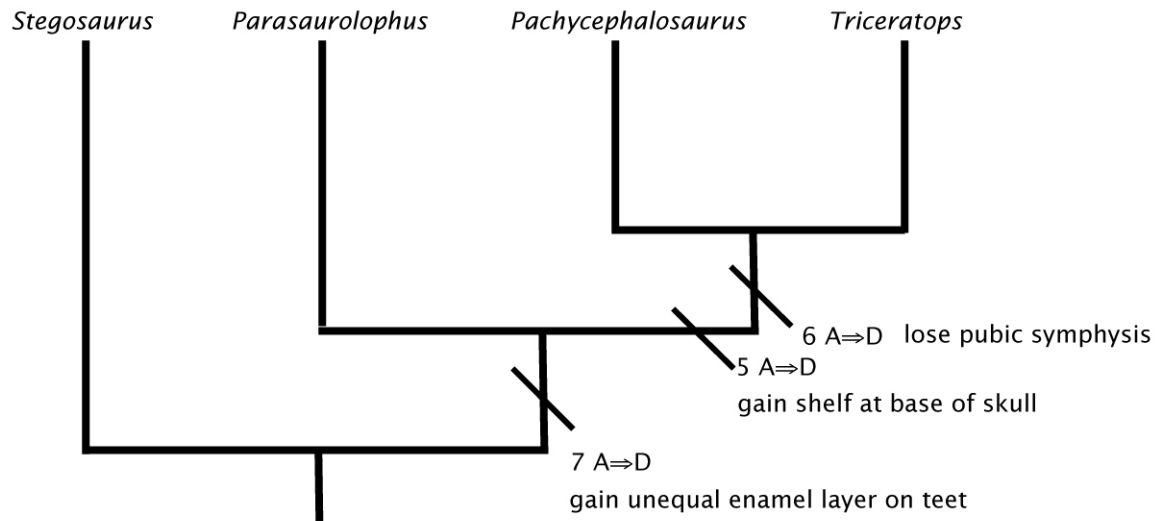 Stegosaurus Parasaurolophus Pachycephalosaurus Triceratops
6 A⇒D lose pubic symphysis
5 A⇒D
gain shelf at base of skull
7 A⇒D
gain unequal enamel layer on teet